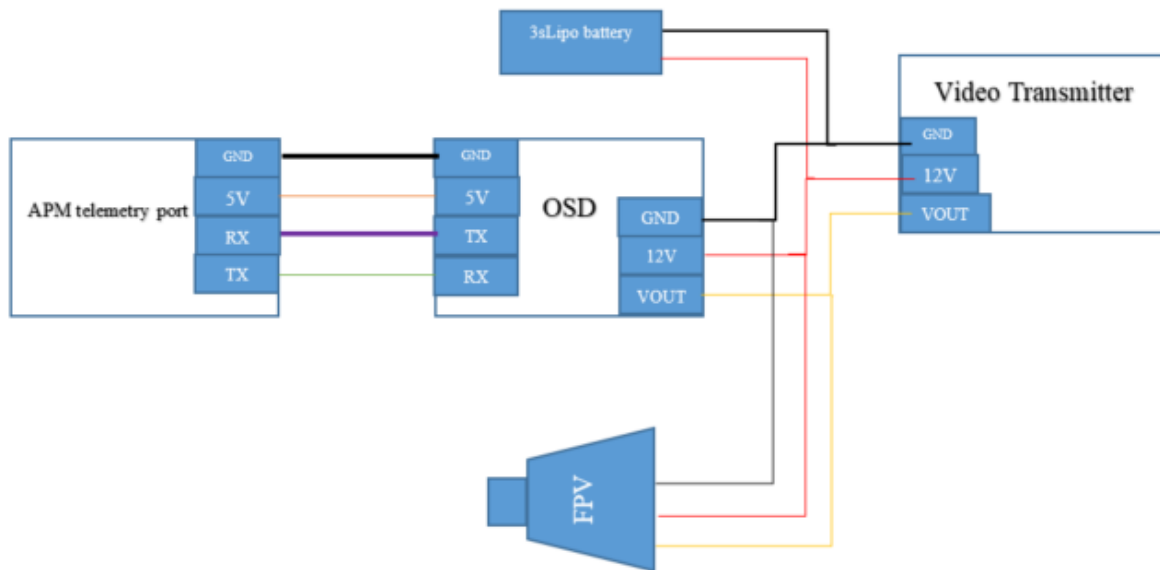 3sLipo battery
Video Transmitter
GND
12V
VOUT
APM telemetry port
GND
5V
RX
TX
GND
5V
TX
RX
OSD
GND
12V
VOUT
FPV